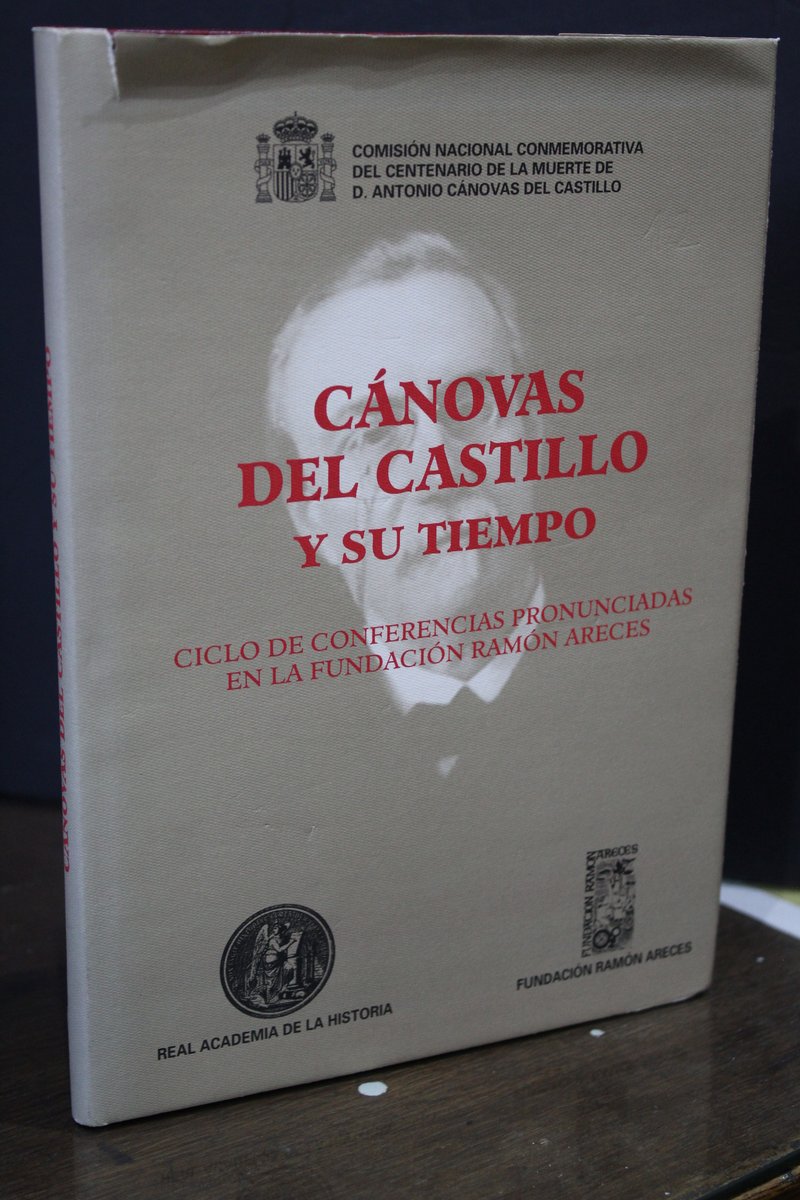 COMISIÓN NACIONAL CONMEMORATIVA
DEL CENTENARIO DE LA MUERTE DE
D. ANTONIO CÁNOVAS DEL CASTILLO
CÁNOVAS
DEL CASTILLO
Y SU TIEMPO
CICLO DE CONFERENCIAS PRONUNCIADAS
EN LA FUNDACIÓN RAMÓN ARECES
CÁNOVAS DEL CASTILLO Y SU TIEMPO
REAL ACADEMIA DE LA HISTORIA
FUNDACION RAMON ARECES
FUNDACIÓN RAMÓN ARECES